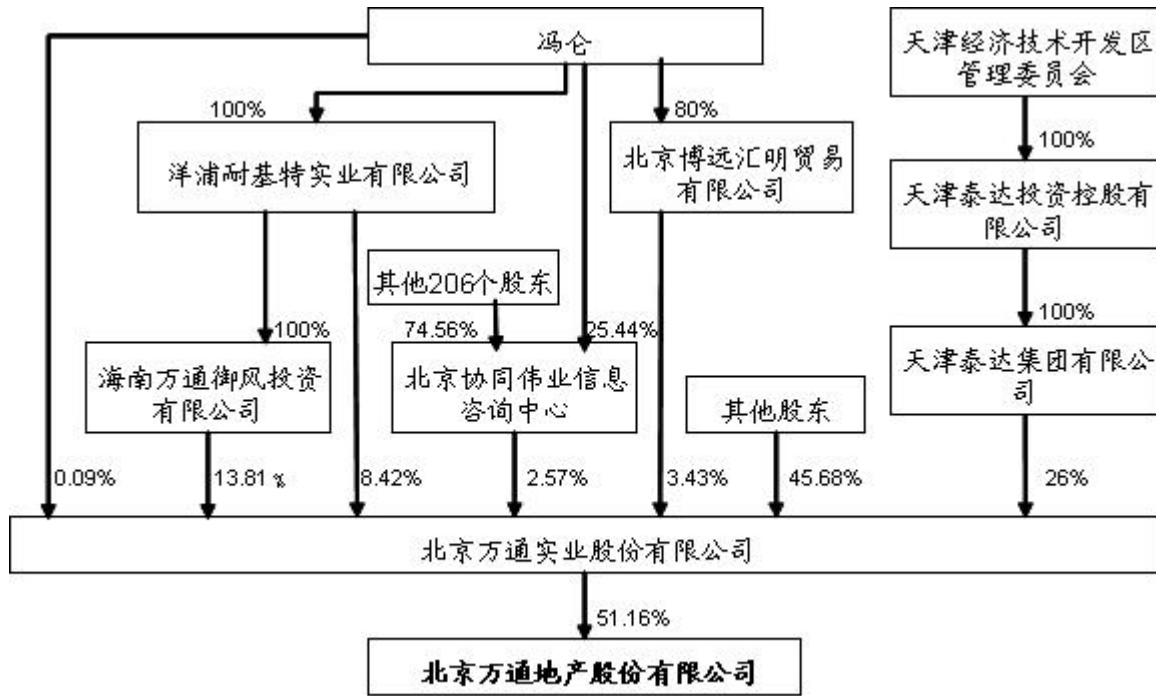 冯仑
天津经济技术开发区
管理委员会
100%
80%
100%
洋浦耐基特实业有限公司
北京博远汇明贸易
有限公司
天津泰达投资控股有
限公司
其他206个股东
100%
74.56%
25.44%
100%
海南万通御风投资
有限公司
北京协同伟业信息
咨询中心
其他股东
天津泰达集团有限公
司
0.09%
13.81%
8.42%
2.57%
3.43%
45.68%
26%
北京万通实业股份有限公司
51.16%
北京万通地产股份有限公司